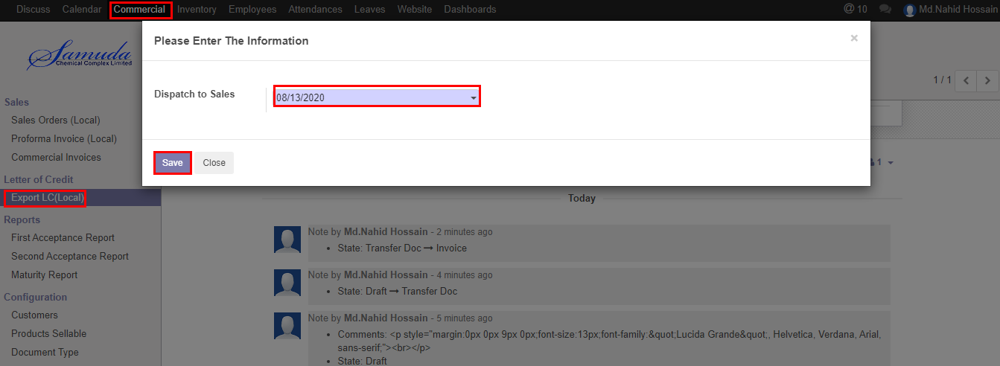 Discuss Calendar Commercial Inventory Employees Attendances Leaves Website Dashboards @ 10 Md.Nahid Hossain
Please Enter The Information ×
Samuda
Chemical Complex Limited
1 / 1
Dispatch to Sales 08/13/2020
Sales
Sales Orders (Local)
Proforma Invoice (Local)
Commercial Invoices
Save Close
1
Letter of Credit
Export LC(Local)
Today
Reports
First Acceptance Report
Second Acceptance Report
Maturity Report
Configuration
Customers
Products Sellable
Document Type
Note by Md.Nahid Hossain - 2 minutes ago
• State: Transfer Doc → Invoice
Note by Md.Nahid Hossain - 4 minutes ago
• State: Draft → Transfer Doc
Note by Md.Nahid Hossain - 5 minutes ago
• Comments: <p style="margin:0px 0px 9px 0px;font-size:13px;font-family:&quot;Lucida Grande&quot;, Helvetica, Verdana, Arial,
sans-serif;"><br></p>
• State: Draft